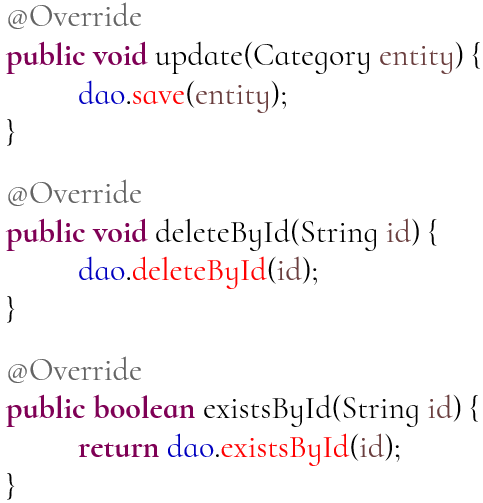 @Override
public void update(Category entity) {
dao.save(entity);
}
@Override
public void deleteById(String id) {
dao.deleteById(id);
}
@Override
public boolean existsById(String id) {
return dao.existsById(id);
}